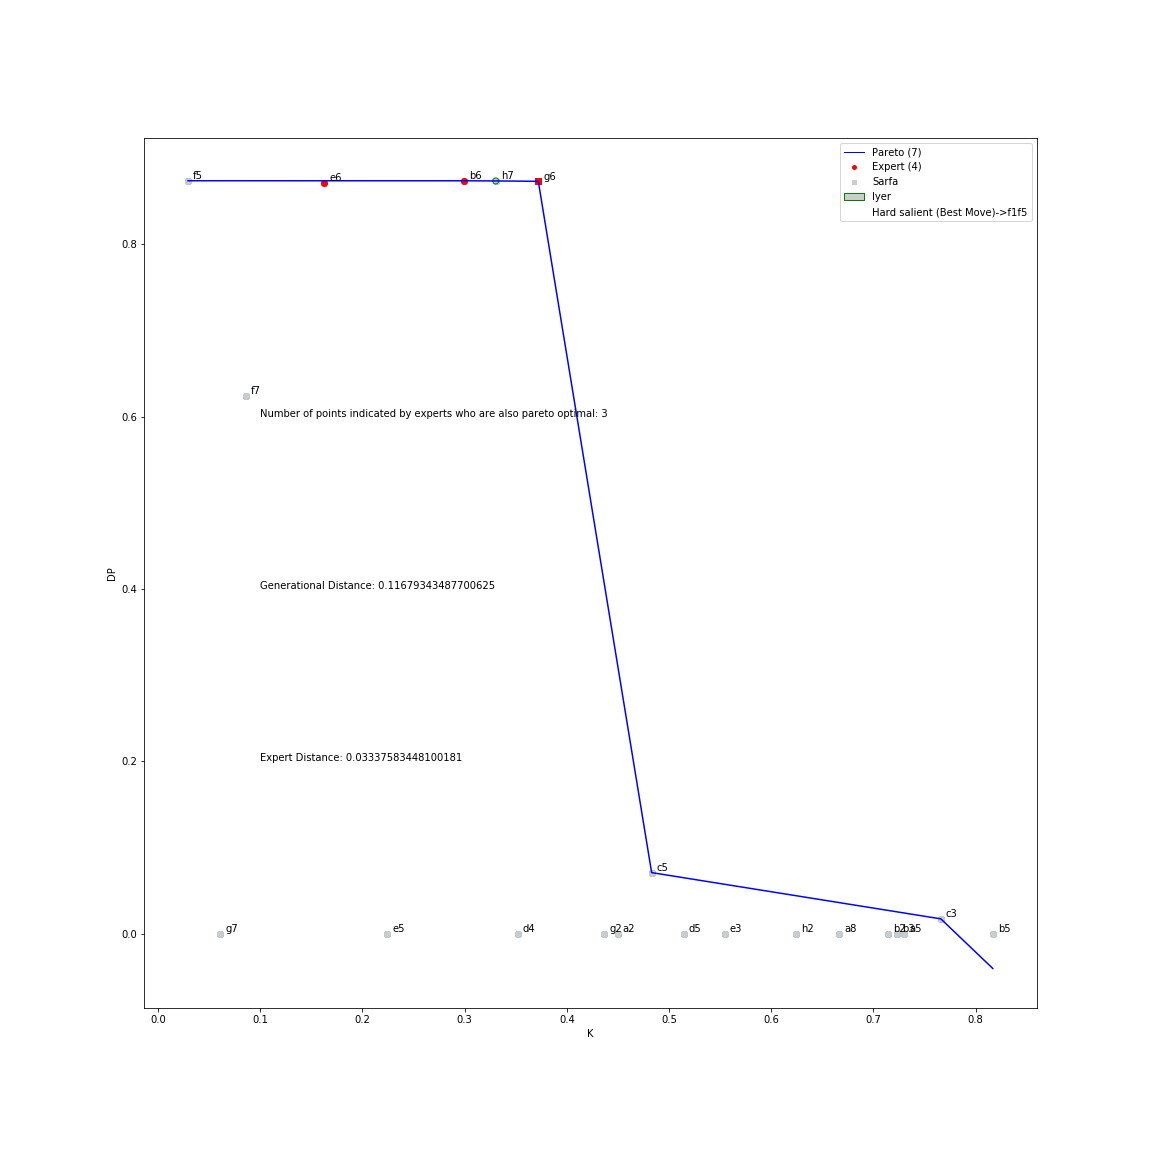 Pareto (7)
Expert (4)
Sarfa
Iyer
Hard salient (Best Move)->f1f5
f5
e6
b6
h7
g6
0.8
f7
Number of points indicated by experts who are also pareto optimal: 3
0.6
DP
Generational Distance: 0.11679343487700625
0.4
Expert Distance: 0.03337583448100181
0.2
c5
c3
g7
e5
d4
g2
a2
d5
e3
h2
a8
b2
b3
a5
b5
0.0
0.0 0.1 0.2 0.3 0.4 0.5 0.6 0.7 0.8
K